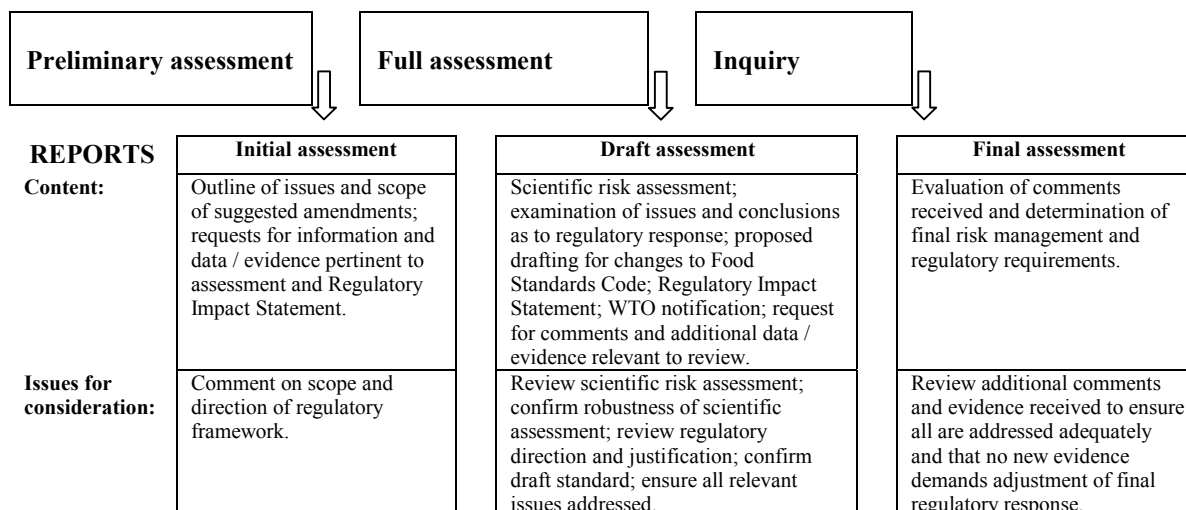 Preliminary assessment
Full assessment
Inquiry
REPORTS
Initial assessment
Draft assessment
Final assessment
Content:
Outline of issues and scope
of suggested amendments;
requests for information and
data / evidence pertinent to
assessment and Regulatory
Impact Statement.
Scientific risk assessment;
examination of issues and conclusions
as to regulatory response; proposed
drafting for changes to Food
Standards Code; Regulatory Impact
Statement; WTO notification; request
for comments and additional data /
evidence relevant to review.
Evaluation of comments
received and determination of
final risk management and
regulatory requirements.
Issues for
consideration:
Comment on scope and
direction of regulatory
framework.
Review scientific risk assessment;
confirm robustness of scientific
assessment; review regulatory
direction and justification; confirm
draft standard; ensure all relevant
issues addressed.
Review additional comments
and evidence received to ensure
all are addressed adequately
and that no new evidence
demands adjustment of final
regulatory response.